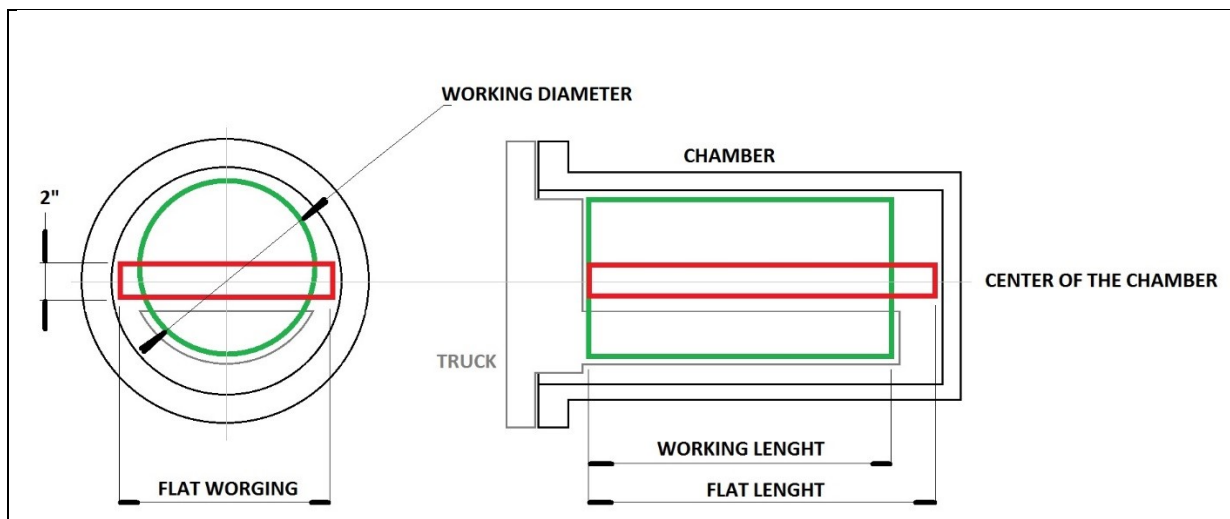 WORKING DIAMETER
CHAMBER
2"
CENTER OF THE CHAMBER
TRUCK
WORKING LENGHT
FLAT WORGING
FLAT LENGHT